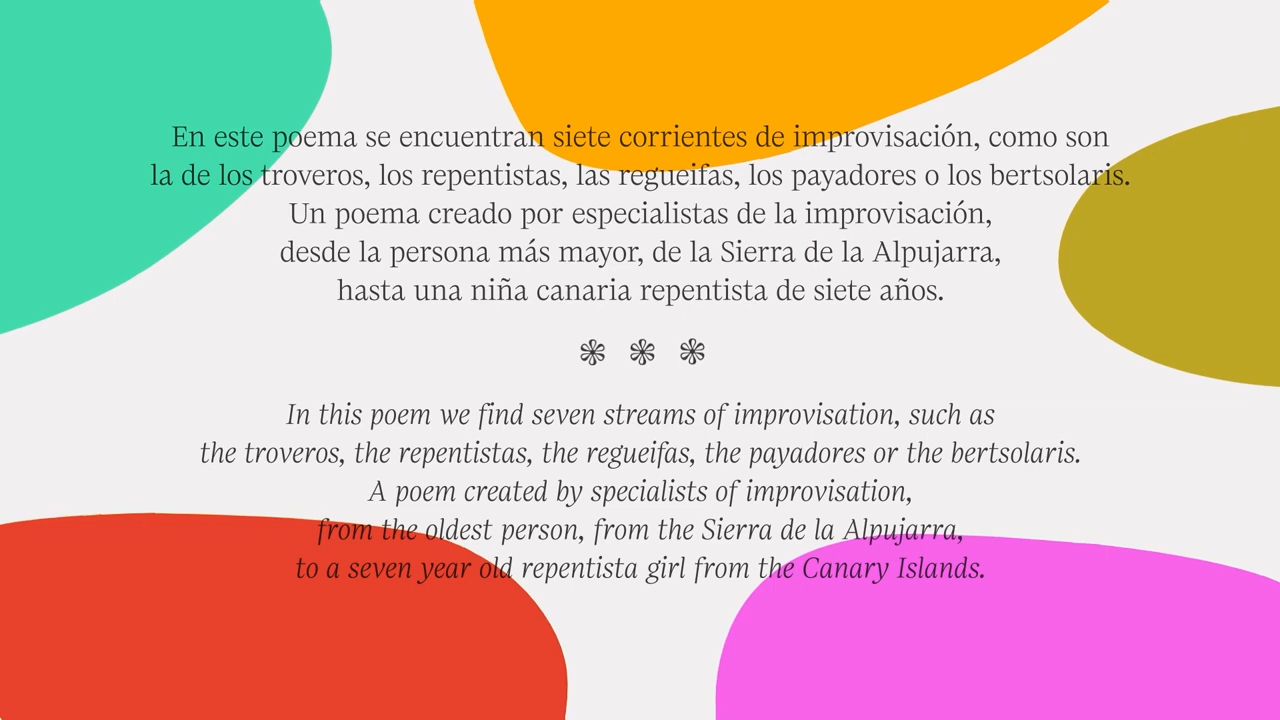 En este poema se encuentran siete corrientes de improvisación, como son
la de los troveros, los repentistas, las regueifas, los payadores o los bertsolaris.
Un poema creado por especialistas de la improvisación,
desde la persona más mayor, de la Sierra de la Alpujarra,
hasta una niña canaria repentista de siete años.
In this poem we find seven streams of improvisation, such as
the troveros, the repentistas, the regueifas, the payadores or the bertsolaris.
A poem created by specialists of improvisation,
from the oldest person, from the Sierra de la Alpujarra,
to a seven year old repentista girl from the Canary Islands.